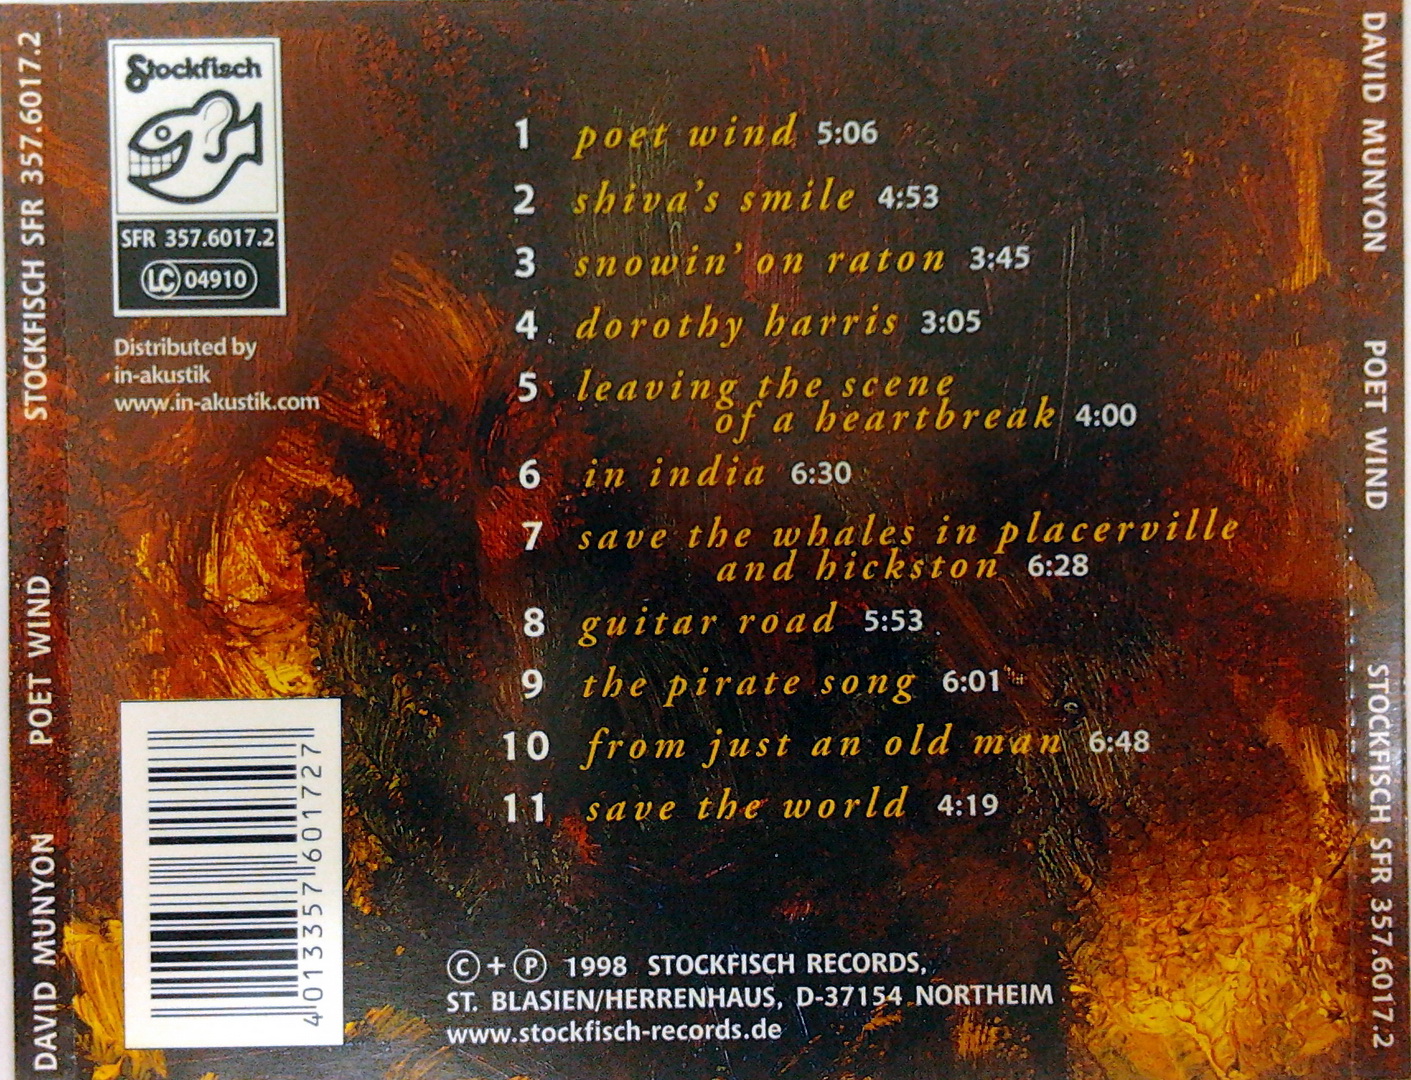 STOCKFISCH SFR 357.6017.2
POET WIND
DAVID MUNYON
Stockfisch
SFR 357.6017.2
LC 04910
Distributed by
in-akustik
www.in-akustik.com
1 poet wind 5:06
2 shiva's smile 4:53
3 snowin' on raton 3:45
4 dorothy harris 3:05
5 leaving the scene
of a heartbreak 4:00
6 in india 6:30
7 save the whales in placerville
and hickston 6:28
8 guitar road 5:53
9 the pirate song 6:01
10 from just an old man 6:48
11 save the world 4:19
4 013357 601727
© + ℗ 1998 STOCKFISCH RECORDS,
ST. BLASIEN/HERRENHAUS, D-37154 NORTHEIM
www.stockfisch-records.de
DAVID MUNYON
POET WIND
STOCKFISCH SFR 357.6017.2